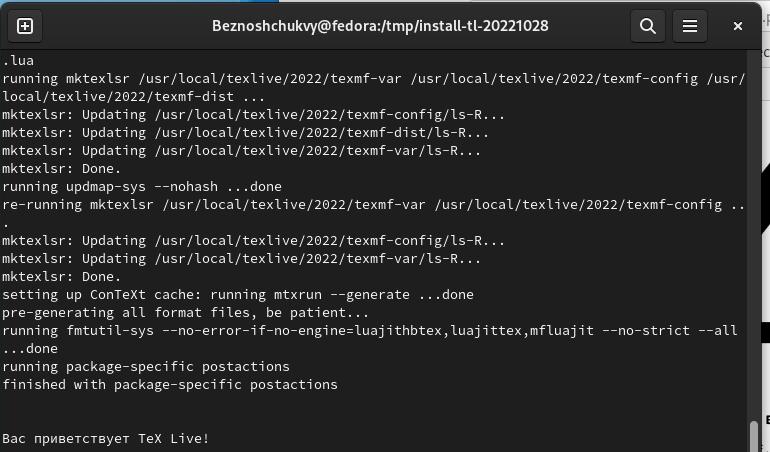 Beznoshchukvy@fedora:/tmp/install-tl-20221028
.lua
running mktexlsr /usr/local/texlive/2022/texmf-var /usr/local/texlive/2022/texmf-config /usr/
local/texlive/2022/texmf-dist ...
mktexlsr: Updating /usr/local/texlive/2022/texmf-config/ls-R...
mktexlsr: Updating /usr/local/texlive/2022/texmf-dist/ls-R...
mktexlsr: Updating /usr/local/texlive/2022/texmf-var/ls-R...
mktexlsr: Done.
running updmap-sys --nohash ...done
re-running mktexlsr /usr/local/texlive/2022/texmf-var /usr/local/texlive/2022/texmf-config ..
.
mktexlsr: Updating /usr/local/texlive/2022/texmf-config/ls-R...
mktexlsr: Updating /usr/local/texlive/2022/texmf-var/ls-R...
mktexlsr: Done.
setting up ConTeXt cache: running mtxrun --generate ...done
pre-generating all format files, be patient...
running fmtutil-sys --no-error-if-no-engine=luajithbtex,luajittex,mfluajit --no-strict --all
...done
running package-specific postactions
finished with package-specific postactions
Вас приветствует TeX Live!